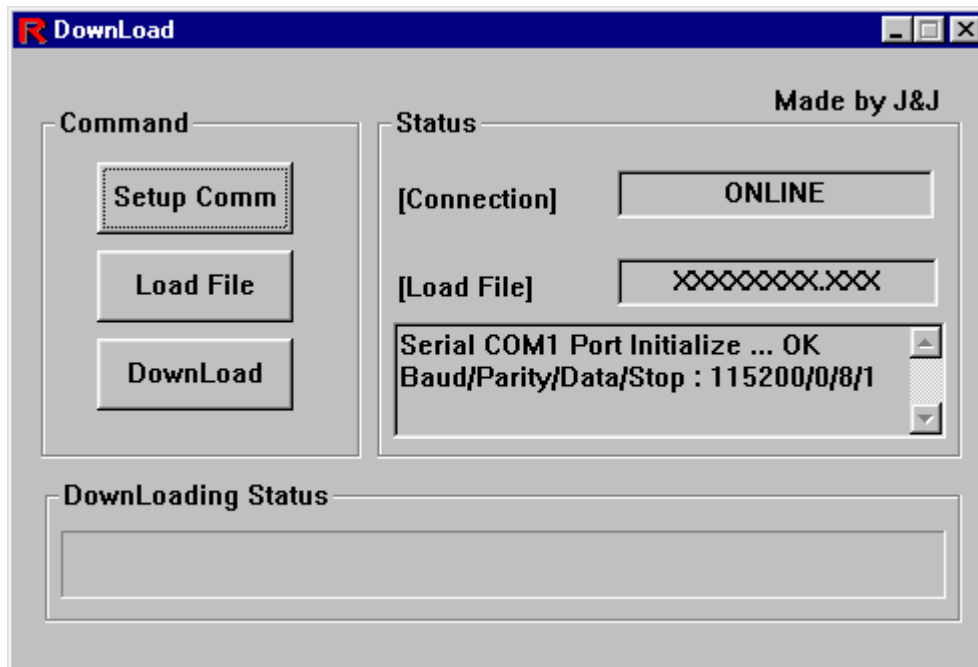 R DownLoad
Made by J&J
Command
Setup Comm
Load File
DownLoad
Status
[Connection]
ONLINE
[Load File]
XXXXXXXX.XXX
Serial COM1 Port Initialize ... OK
Baud/Parity/Data/Stop : 115200/0/8/1
DownLoading Status